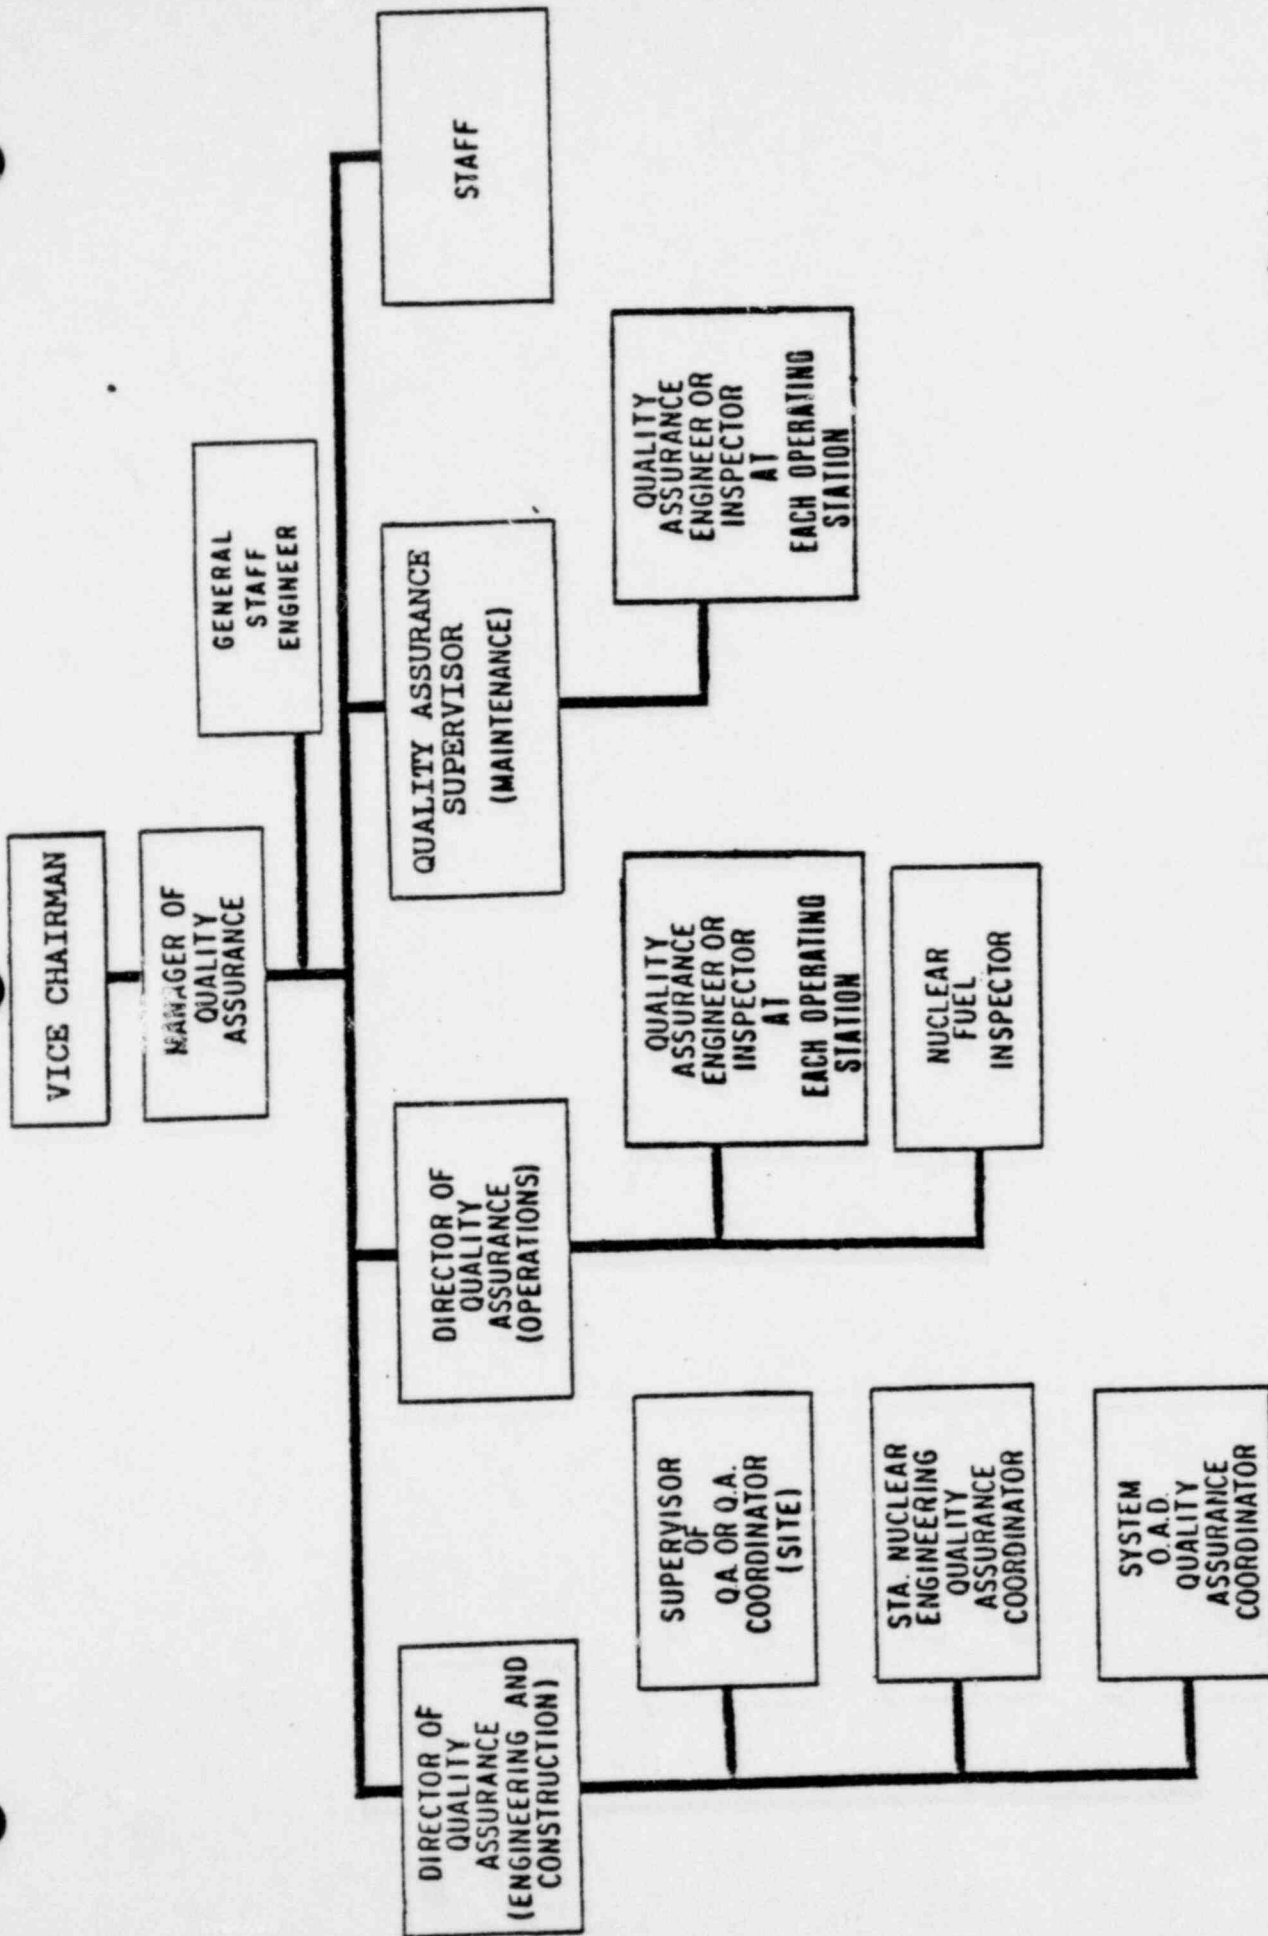 VICE CHAIRMAN
MANAGER OF
QUALITY
ASSURANCE
GENERAL
STAFF
ENGINEER
DIRECTOR OF
QUALITY
ASSURANCE
(ENGINEERING AND
CONSTRUCTION)
SUPERVISOR
OF
Q.A. OR Q.A.
COORDINATOR
(SITE)
STA. NUCLEAR
ENGINEERING
QUALITY
ASSURANCE
COORDINATOR
SYSTEM
O.A.D.
QUALITY
ASSURANCE
COORDINATOR
DIRECTOR OF
QUALITY
ASSURANCE
(OPERATIONS)
QUALITY
ASSURANCE
ENGINEER OR
INSPECTOR
AT
EACH OPERATING
STATION
NUCLEAR
FUEL
INSPECTOR
QUALITY ASSURANCE
SUPERVISOR
(MAINTENANCE)
QUALITY
ASSURANCE
ENGINEER OR
INSPECTOR
AT
EACH OPERATING
STATION
STAFF